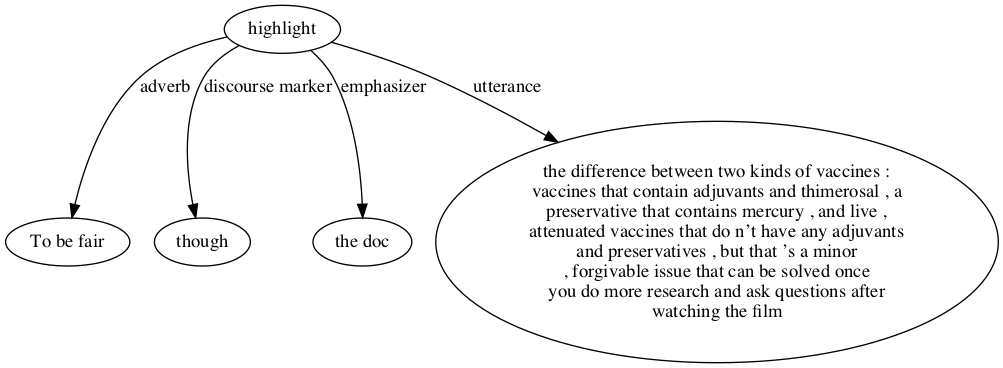 highlight
adverb
discourse marker
emphasizer
utterance
To be fair
though
the doc
the difference between two kinds of vaccines :
vaccines that contain adjuvants and thimerosal , a
preservative that contains mercury , and live ,
attenuated vaccines that do n't have any adjuvants
and preservatives , but that 's a minor
, forgivable issue that can be solved once
you do more research and ask questions after
watching the film